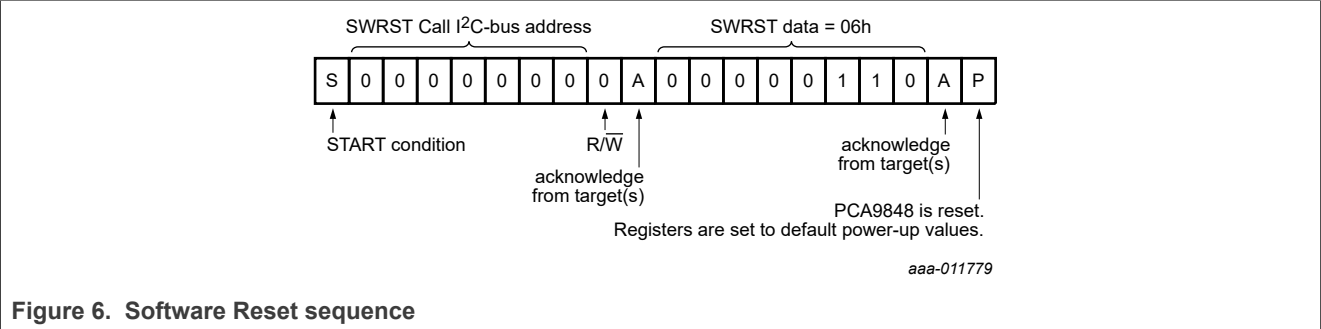 SWRST Call I²C-bus address SWRST data = 06h
S 0 0 0 0 0 0 0 0 A 0 0 0 0 0 1 1 0 A P
START condition R/W̅ acknowledge
from target(s)
acknowledge
from target(s)
PCA9848 is reset.
Registers are set to default power-up values.
aaa-011779
Figure 6. Software Reset sequence